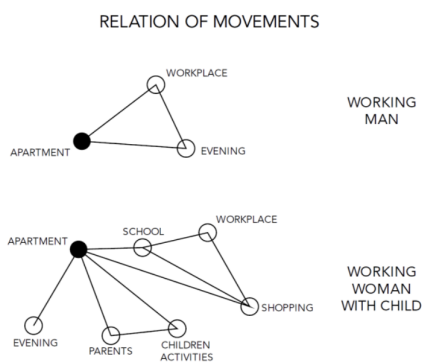 RELATION OF MOVEMENTS
WORKPLACE
WORKING
MAN
APARTMENT
EVENING
WORKPLACE
SCHOOL
APARTMENT
WORKING
WOMAN
WITH CHILD
SHOPPING
EVENING
PARENTS
CHILDREN
ACTIVITIES